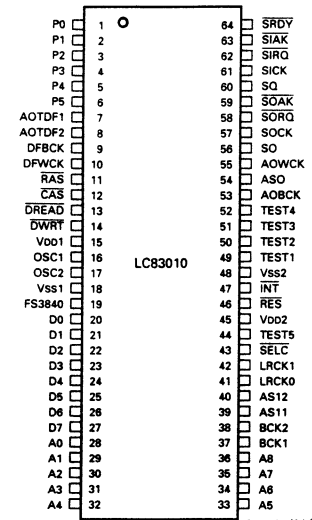 P0 1 64 SRDY
P1 2 63 SIAK
P2 3 62 SIRQ
P3 4 61 SICK
P4 5 60 SQ
P5 6 59 SOAK
AOTDF1 7 58 SORQ
AOTDF2 8 57 SOCK
DFBCK 9 56 SO
DFWCK 10 55 AOWCK
RAS 11 54 ASO
CAS 12 53 AOBCK
DREAD 13 52 TEST4
DWRT 14 51 TEST3
VDD1 15 50 TEST2
OSC1 16 49 TEST1
LC83010
OSC2 17 48 VSS2
VSS1 18 47 INT
FS3840 19 46 RES
D0 20 45 VDD2
D1 21 44 TEST5
D2 22 43 SELC
D3 23 42 LRCK1
D4 24 41 LRCK0
D5 25 40 AS12
D6 26 39 AS11
D7 27 38 BCK2
A0 28 37 BCK1
A1 29 36 A8
A2 30 35 A7
A3 31 34 A6
A4 32 33 A5